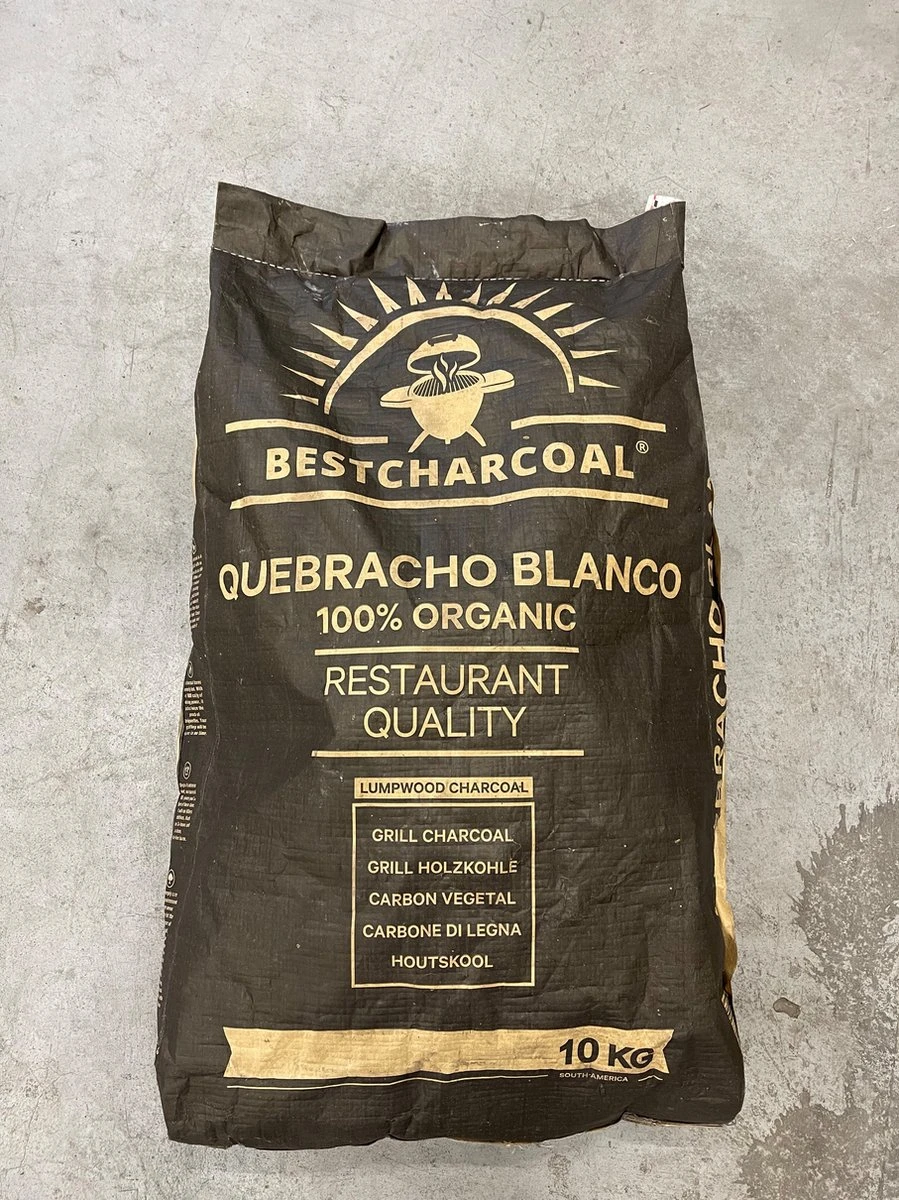 BESTCHARCOAL®
QUEBRACHO BLANCO
100% ORGANIC
RESTAURANT
QUALITY
LUMPWOOD CHARCOAL
GRILL CHARCOAL
GRILL HOLZKOHLE
CARBON VEGETAL
CARBONE DI LEGNA
HOUTSKOOL
10 KG
SOUTH AMERICA